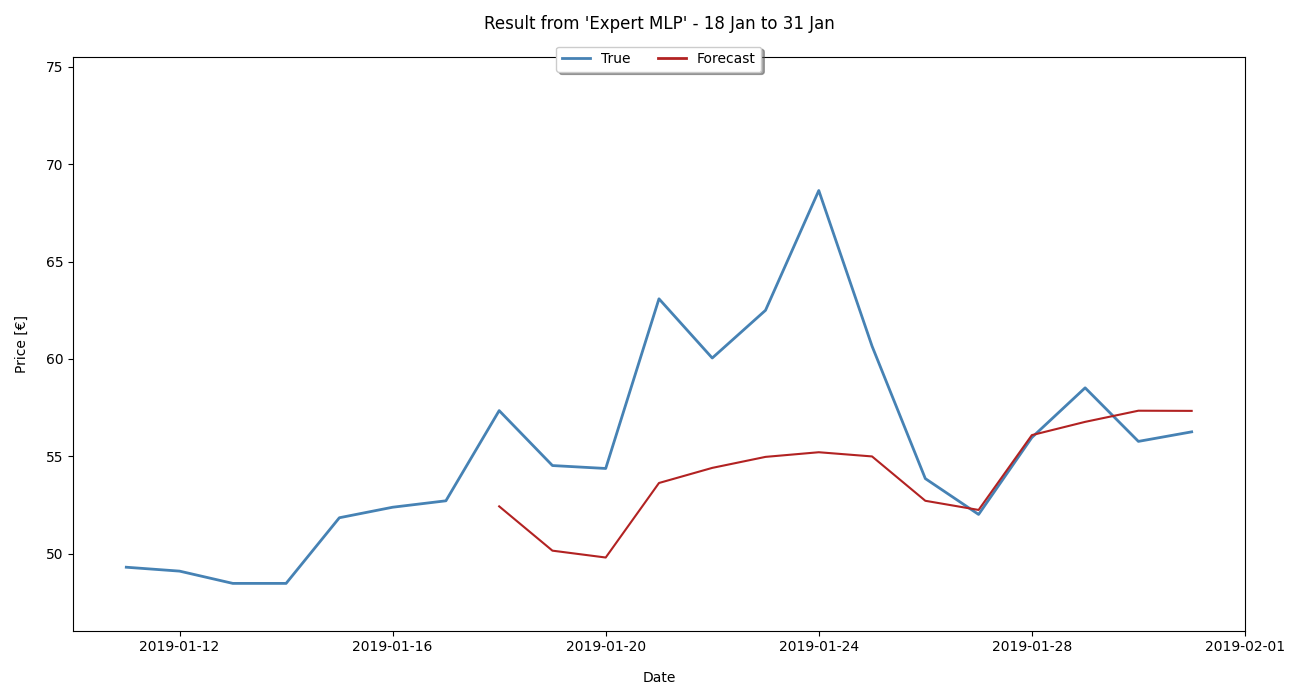 Result from 'Expert MLP' - 18 Jan to 31 Jan
True Forecast
75
70
65
60
55
50
Price [€]
2019-01-12 2019-01-16 2019-01-20 2019-01-24 2019-01-28 2019-02-01
Date